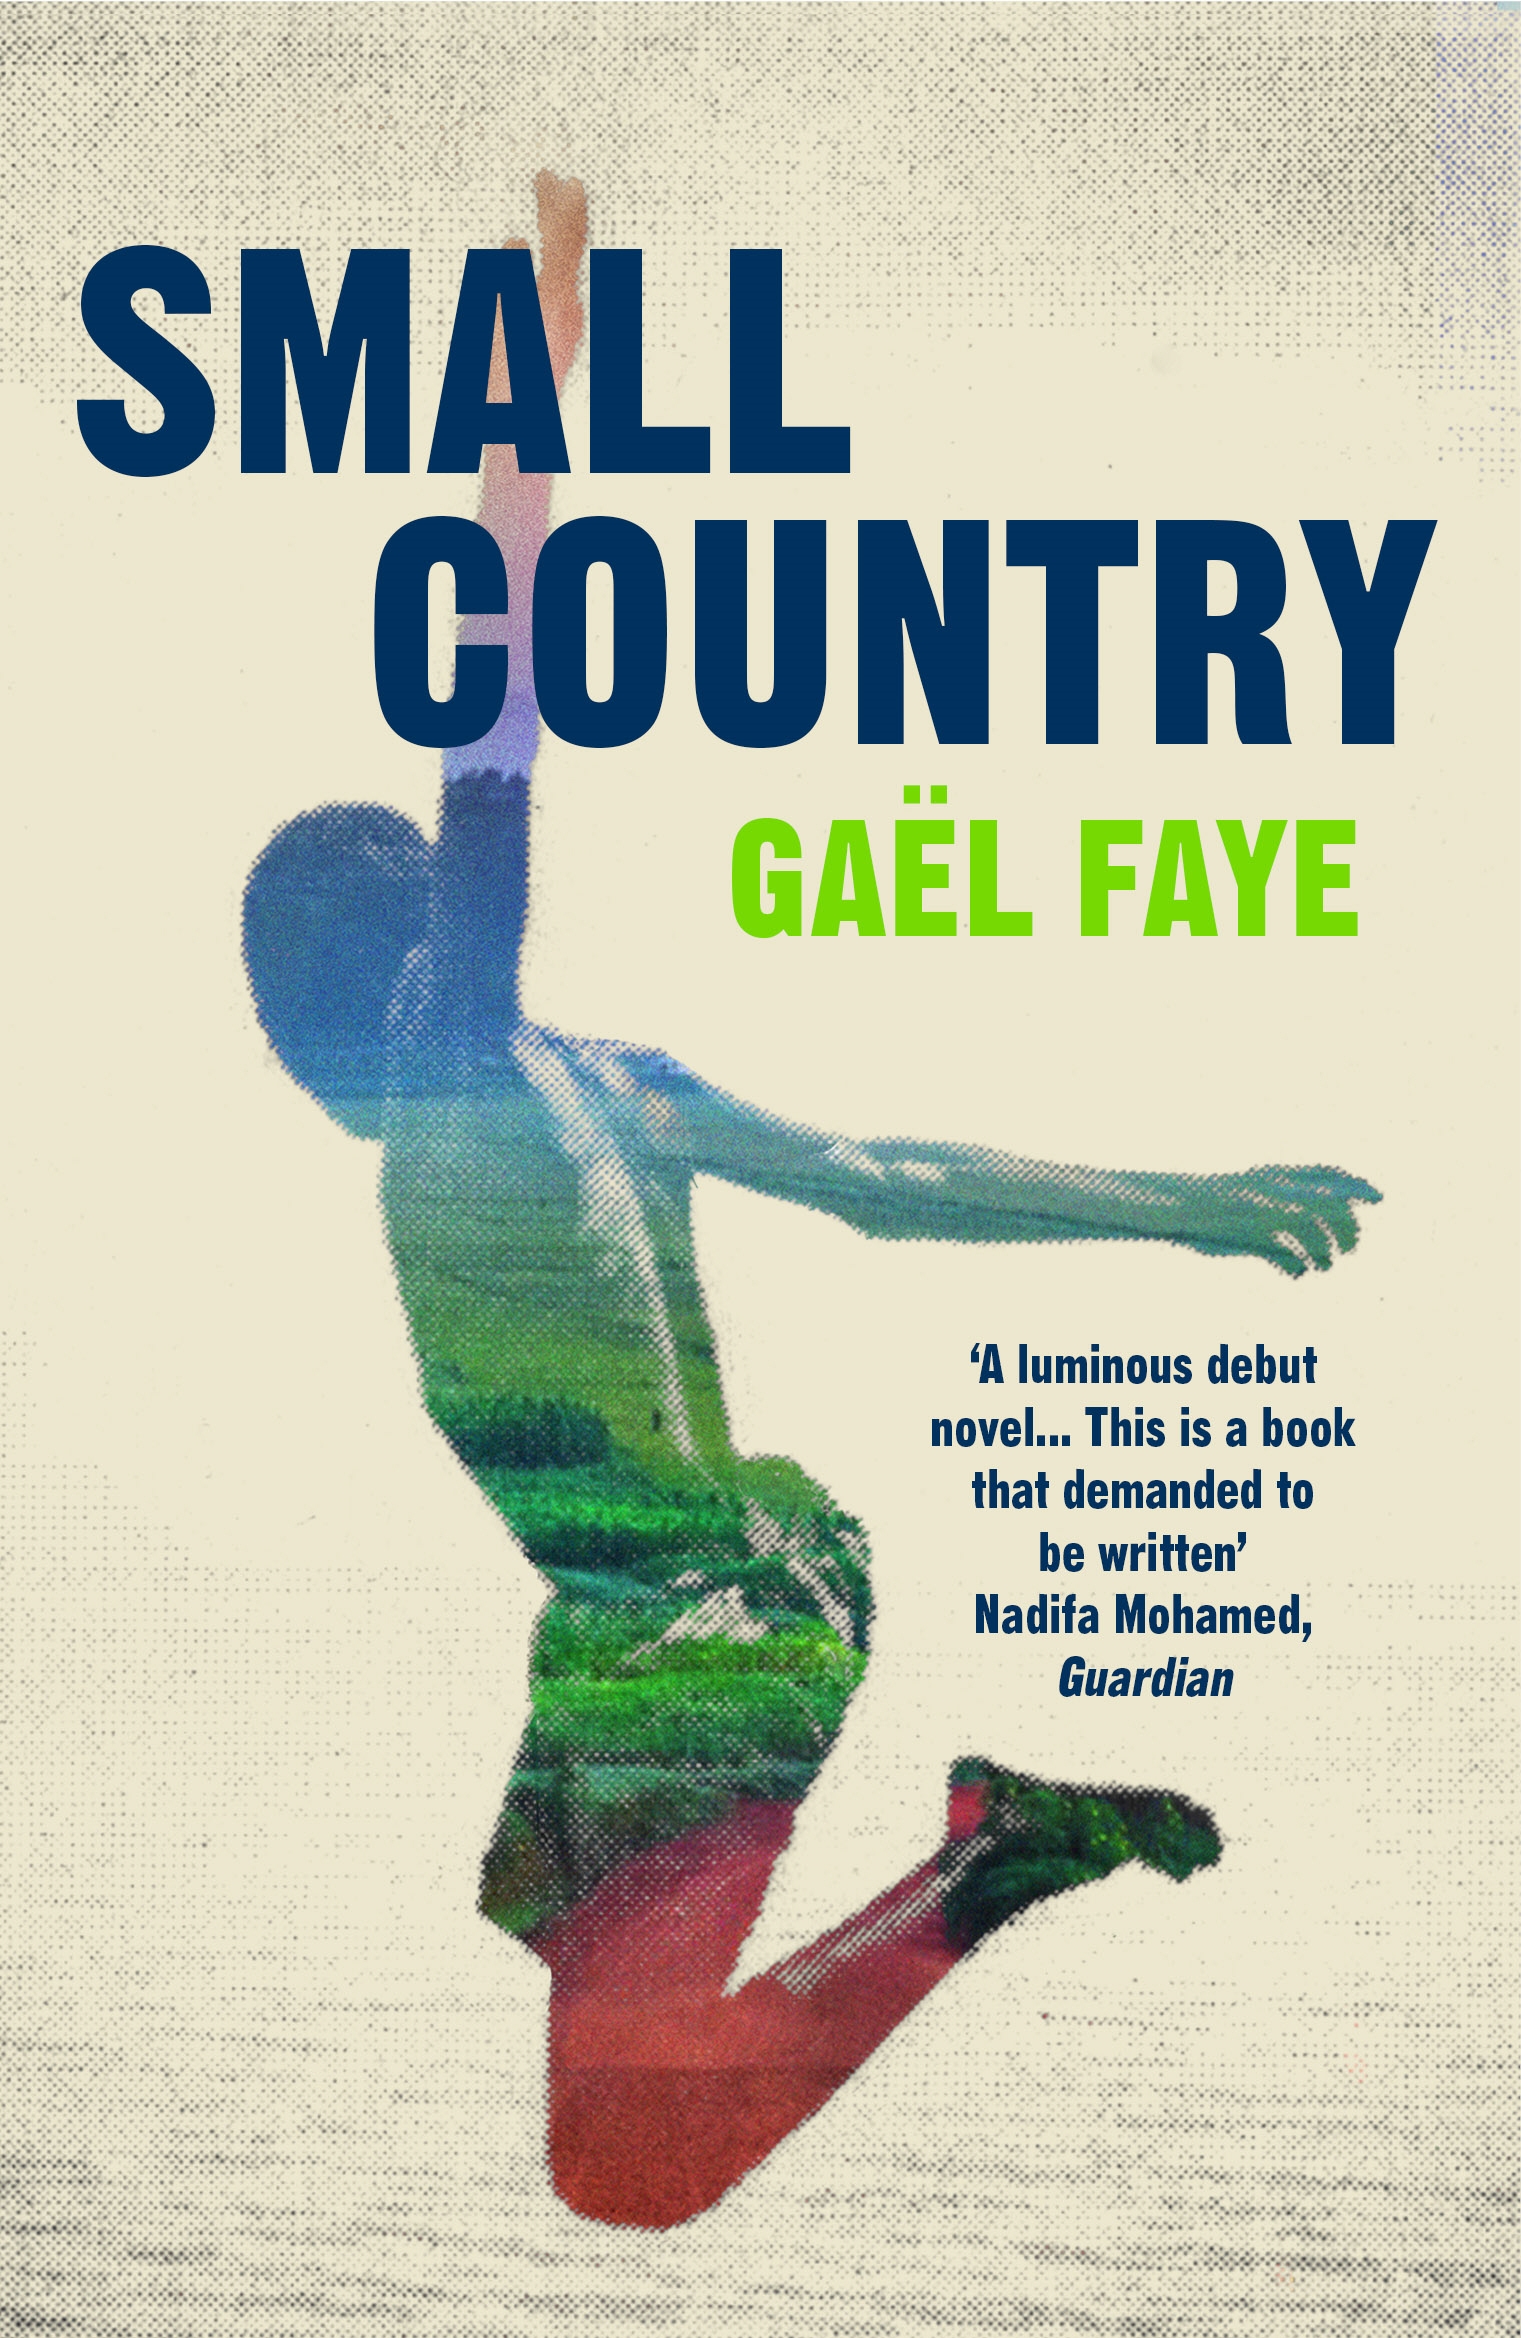 SMALL
COUNTRY
GAËL FAYE
‘A luminous debut
novel... This is a book
that demanded to
be written’
Nadifa Mohamed,
Guardian